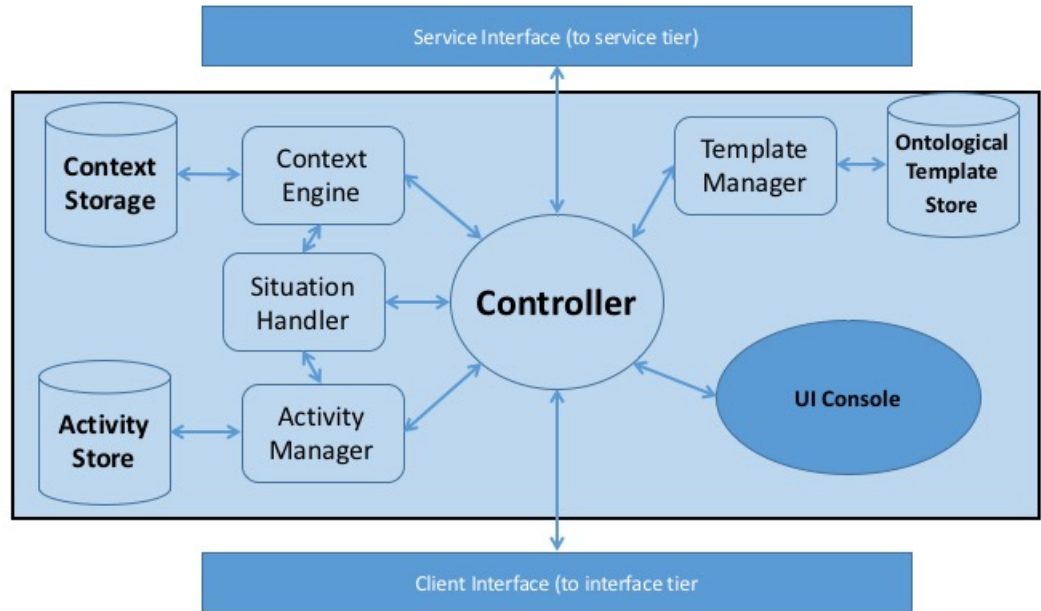 Service Interface (to service tier)
Context
Storage
Context
Engine
Template
Manager
Ontological
Template
Store
Situation
Handler
Controller
Activity
Store
Activity
Manager
UI Console
Client Interface (to interface tier